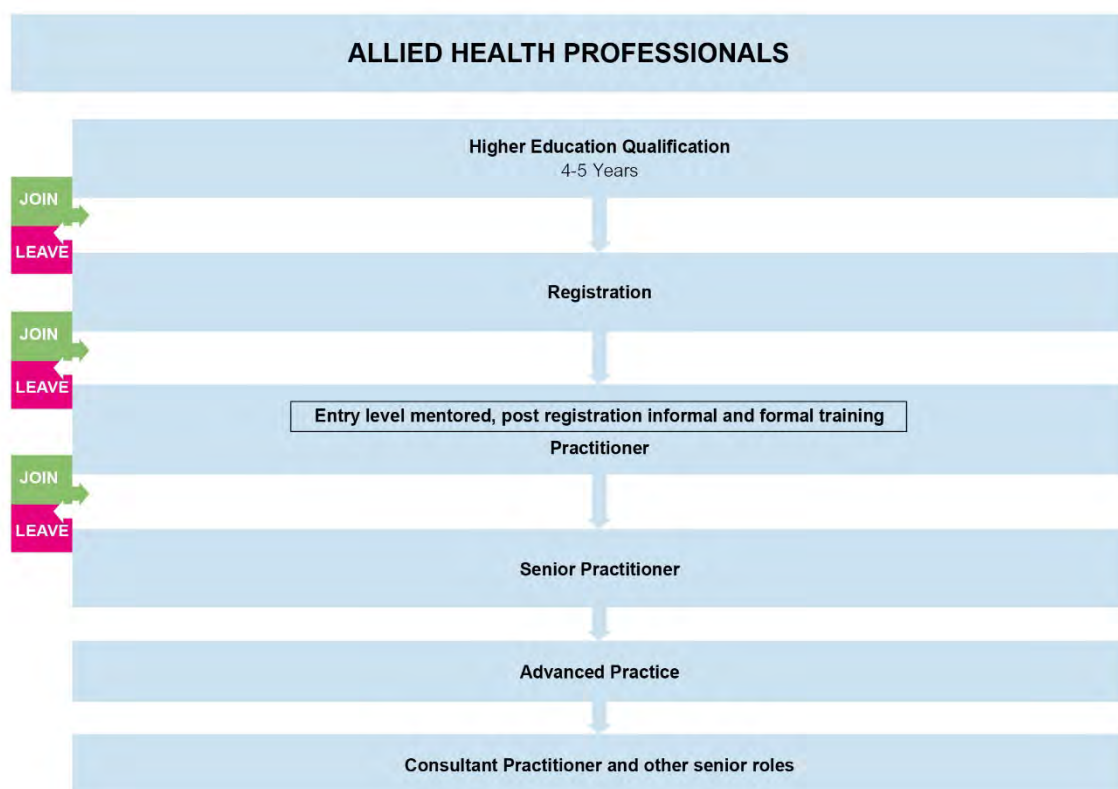 ALLIED HEALTH PROFESSIONALS
Higher Education Qualification
4-5 Years
JOIN
LEAVE
Registration
JOIN
LEAVE
Entry level mentored, post registration informal and formal training
Practitioner
JOIN
LEAVE
Senior Practitioner
Advanced Practice
Consultant Practitioner and other senior roles